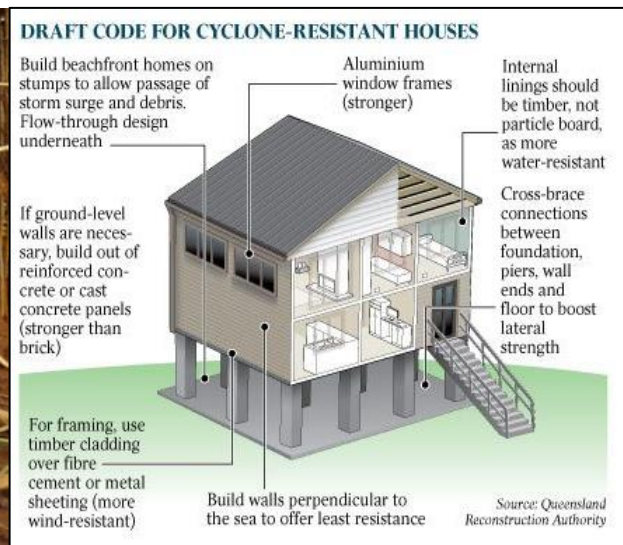 DRAFT CODE FOR CYCLONE-RESISTANT HOUSES
Build beachfront homes on
stumps to allow passage of
storm surge and debris.
Flow-through design
underneath
Aluminium
window frames
(stronger)
Internal
linings should
be timber, not
particle board,
as more
water-resistant
If ground-level
walls are neces-
sary, build out of
reinforced con-
crete or cast
concrete panels
(stronger than
brick)
Cross-brace
connections
between
foundation,
piers, wall
ends and
floor to boost
lateral
strength
For framing, use
timber cladding
over fibre
cement or metal
sheeting (more
wind-resistant)
Build walls perpendicular to
the sea to offer least resistance
Source: Queensland
Reconstruction Authority